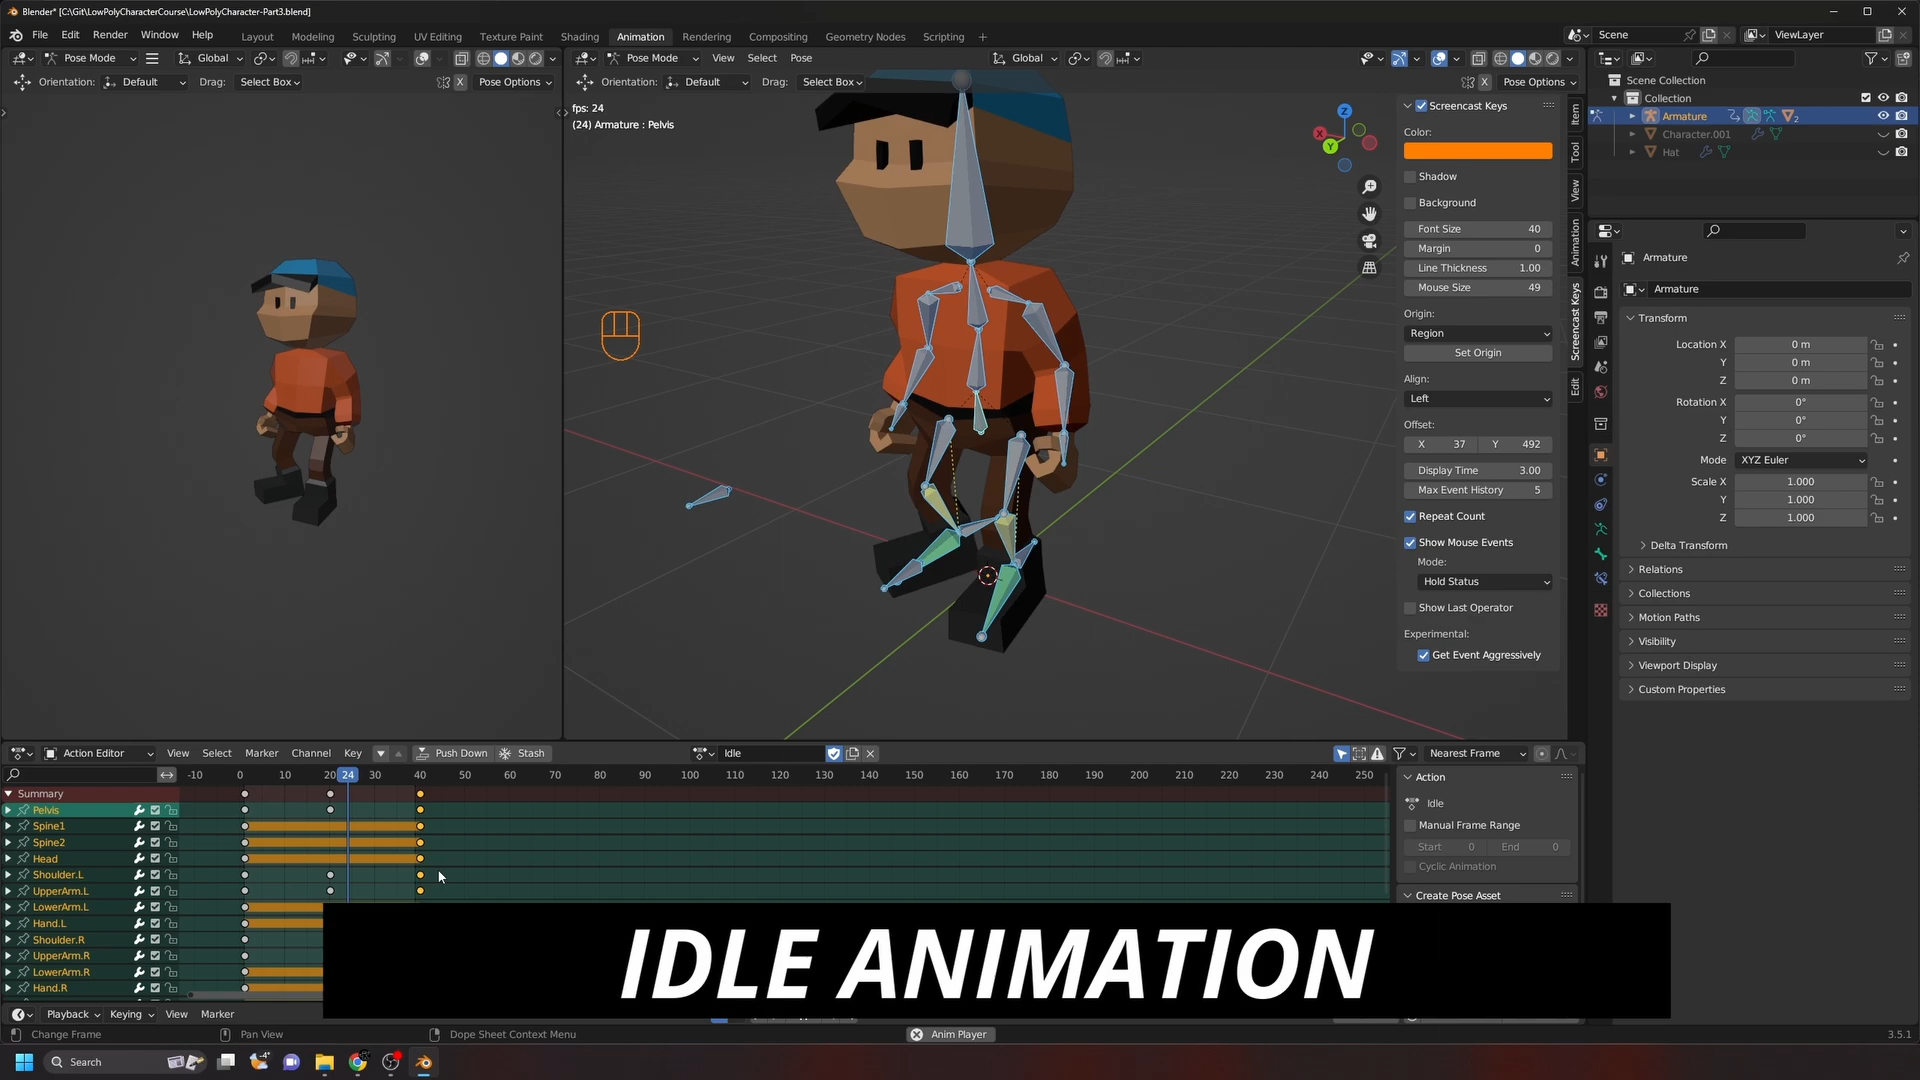 Blender* [C:\Git\LowPolyCharacterCourse\LowPolyCharacter-Part3.blend]
File Edit Render Window Help Layout Modeling Sculpting UV Editing Texture Paint Shading Animation Rendering Compositing Geometry Nodes Scripting + Scene ViewLayer
Pose Mode Global Pose Mode View Select Pose Global
Orientation: Default Drag: Select Box X Pose Options Orientation: Default Drag: Select Box X Pose Options
fps: 24
(24) Armature : Pelvis
Z
X
Y
Screencast Keys
Color:
Shadow
Background
Font Size 40
Margin 0
Line Thickness 1.00
Mouse Size 49
Origin:
Region
Set Origin
Align:
Left
Offset:
X 37 Y 492
Display Time 3.00
Max Event History 5
Repeat Count
Show Mouse Events
Mode:
Hold Status
Show Last Operator
Experimental:
Get Event Aggressively
Item
Tool
View
Animation
Screencast Keys
Edit
Scene Collection
Collection
Armature 2
Character.001
Hat
Armature
Armature
Transform
Location X 0 m
Y 0 m
Z 0 m
Rotation X 0°
Y 0°
Z 0°
Mode XYZ Euler
Scale X 1.000
Y 1.000
Z 1.000
Delta Transform
Relations
Collections
Motion Paths
Visibility
Viewport Display
Custom Properties
Action Editor View Select Marker Channel Key Push Down Stash Idle Nearest Frame
-10 0 10 20 24 30 40 50 60 70 80 90 100 110 120 130 140 150 160 170 180 190 200 210 220 230 240 250
Summary
Pelvis
Spine1
Spine2
Head
Shoulder.L
UpperArm.L
LowerArm.L
Hand.L
Shoulder.R
UpperArm.R
LowerArm.R
Hand.R
Action
Idle
Manual Frame Range
Start 0 End 0
Cyclic Animation
Create Pose Asset
IDLE ANIMATION
Playback Keying View Marker
Change Frame Pan View Dope Sheet Context Menu Anim Player 3.5.1
Search